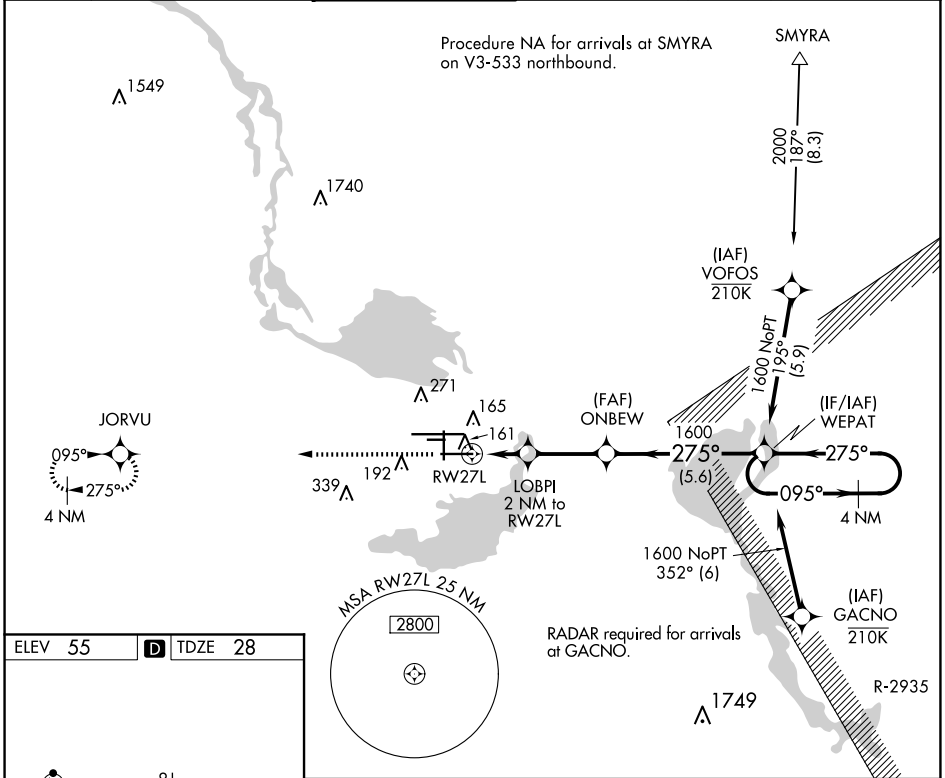 Procedure NA for arrivals at SMYRA
on V3-533 northbound.
SMYRA
1549
2000
187°
(8.3)
1740
(IAF)
VOFOS
210K
1600 NoPT
195°
(5.9)
271
165
161
(FAF)
ONBEW
(IF/IAF)
WEPAT
JORVU
095°
275°
4 NM
192
339
RW27L
LOBPI
2 NM to
RW27L
1600
275°
(5.6)
275°
095°
4 NM
1600 NoPT
352° (6)
(IAF)
GACNO
210K
MSA RW27L 25 NM
2800
RADAR required for arrivals
at GACNO.
R-2935
1749
ELEV 55 D TDZE 28